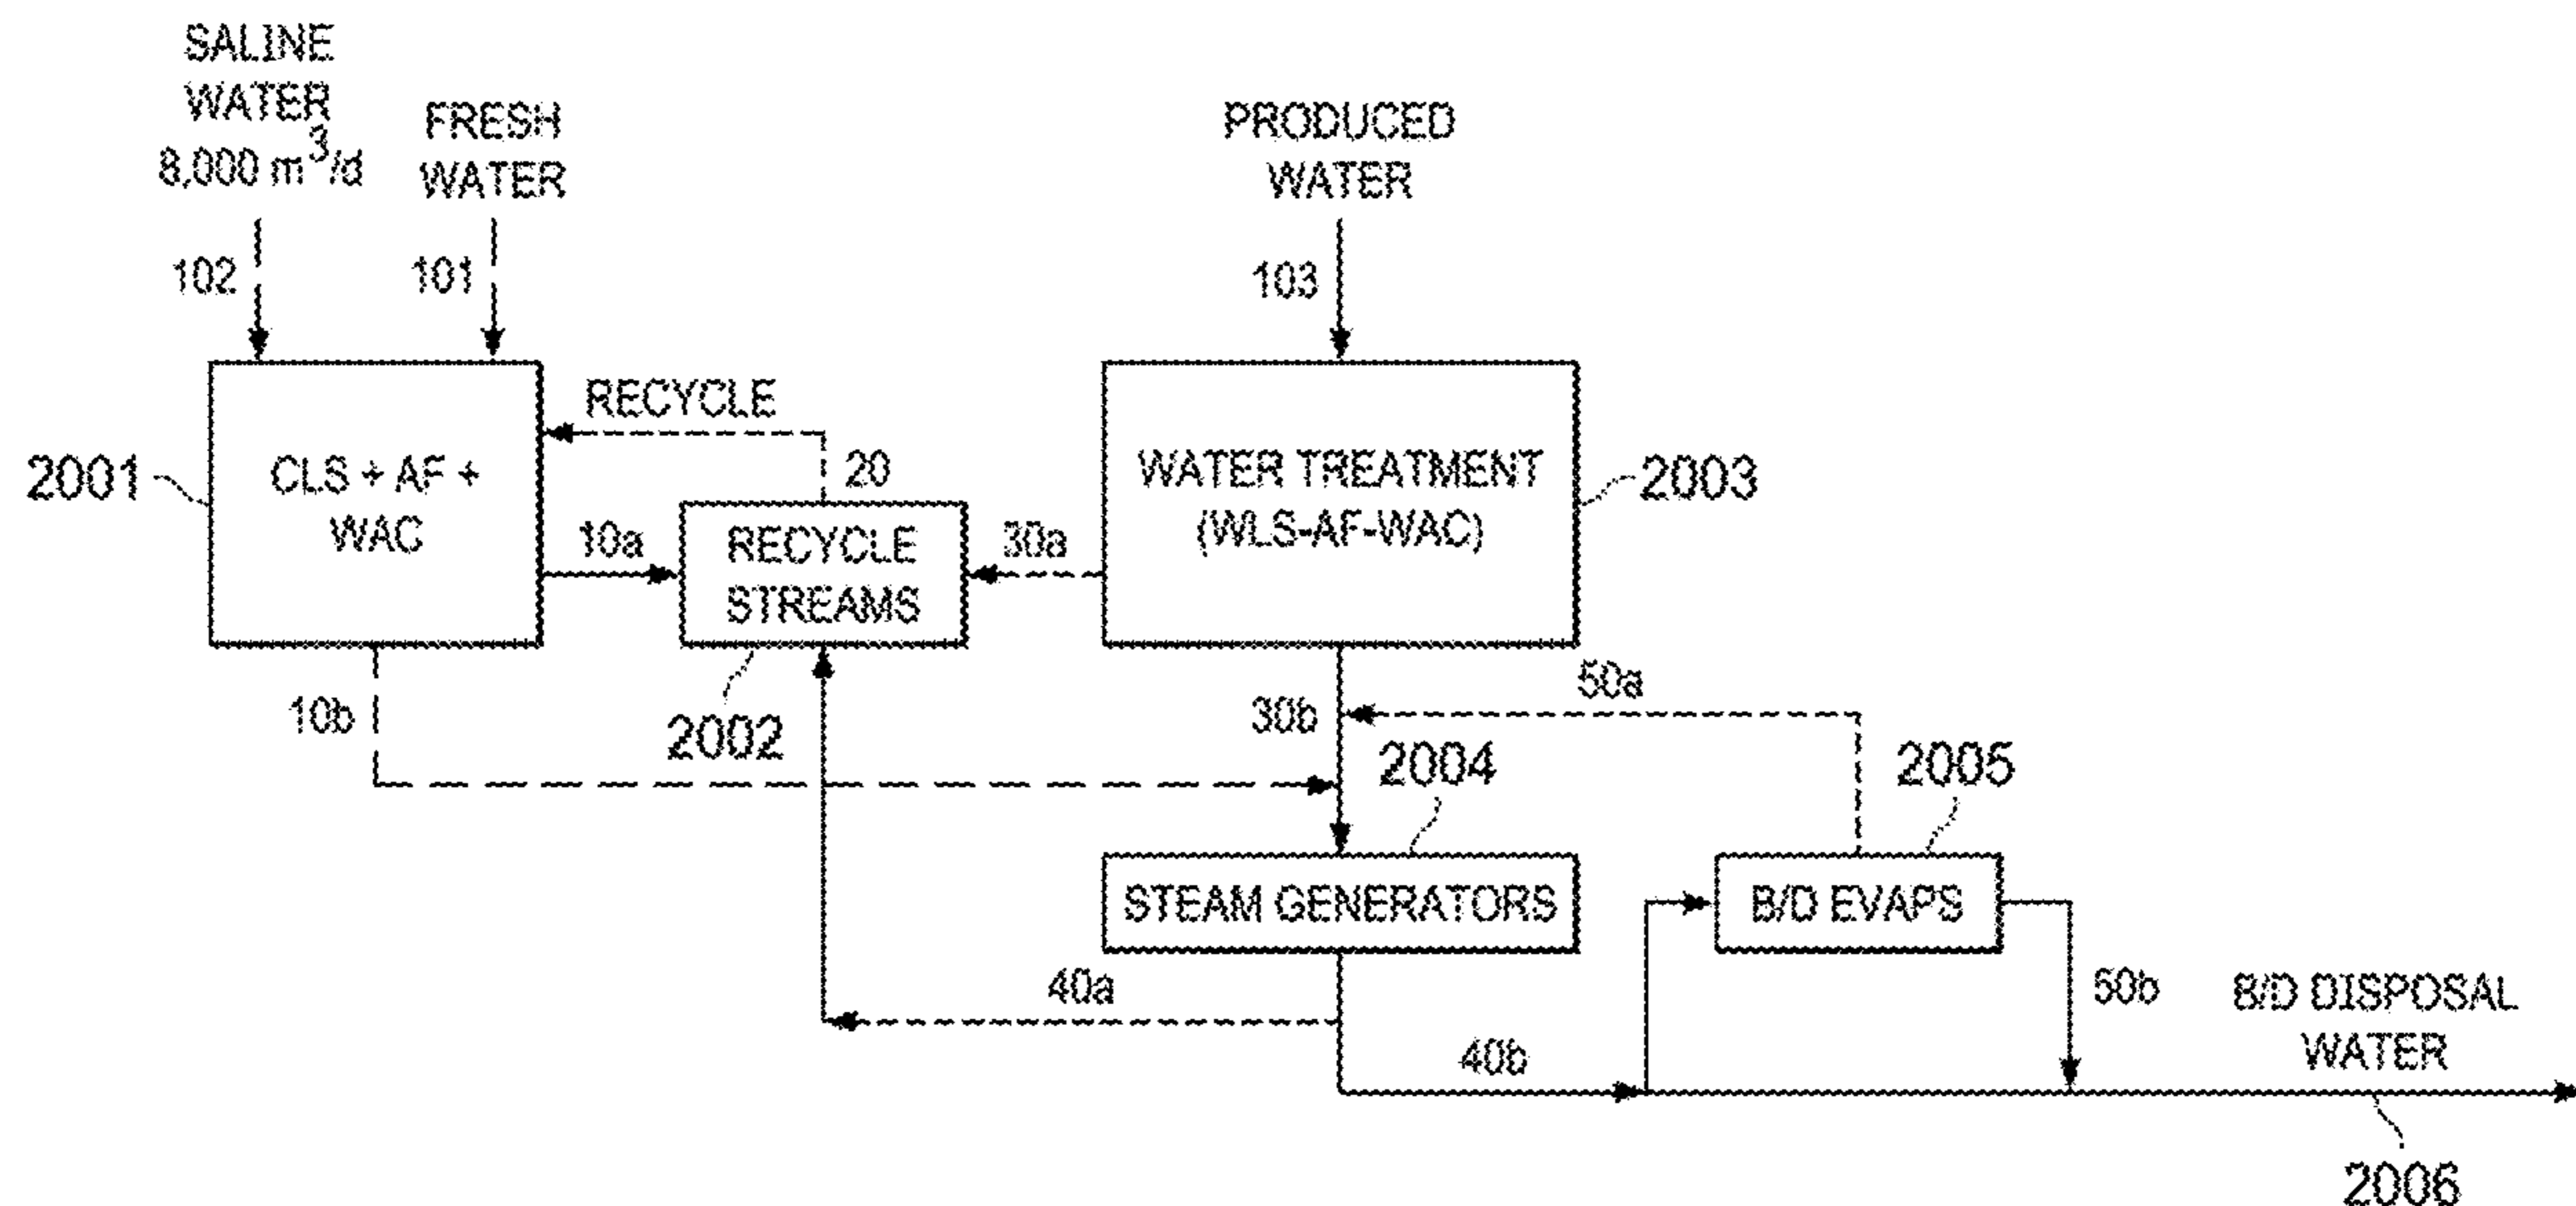 SALINE
WATER
8,000 m³/d
FRESH
WATER
PRODUCED
WATER
102
101
103
RECYCLE
20
2001
CLS + AF +
WAC
10a
RECYCLE
STREAMS
30a
WATER TREATMENT
(WLS-AF-WAC)
2003
10b
2002
30b
50a
2004
2005
STEAM GENERATORS
B/D EVAPS
40a
40b
50b
B/D DISPOSAL
WATER
2006